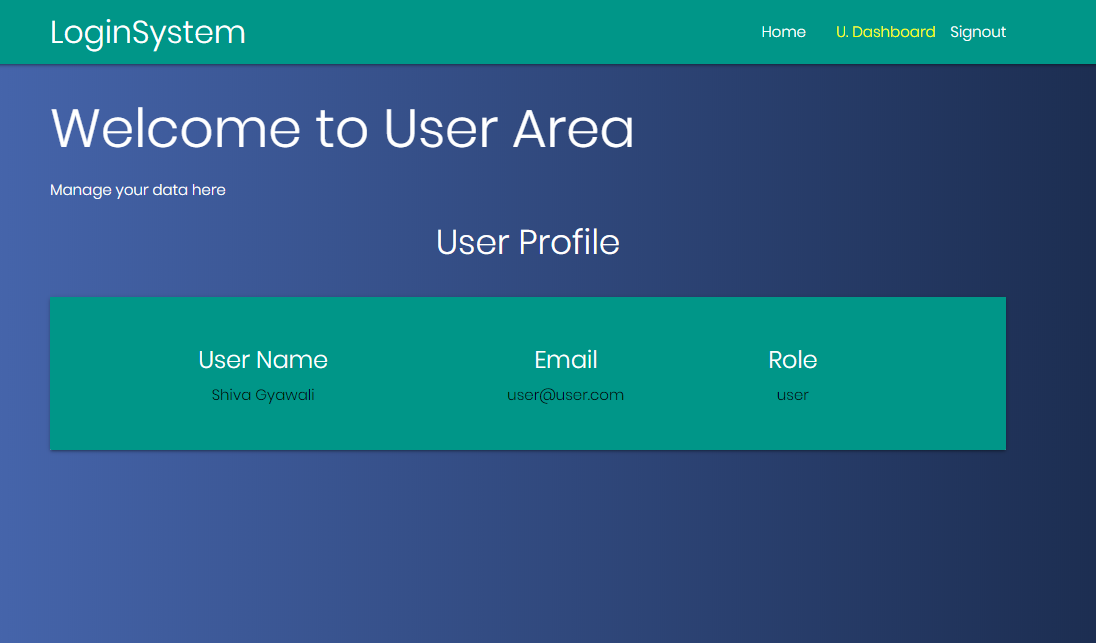 LoginSystem
Home U. Dashboard Signout
Welcome to User Area
Manage your data here
User Profile
User Name Email Role
Shiva Gyawali user@user.com user